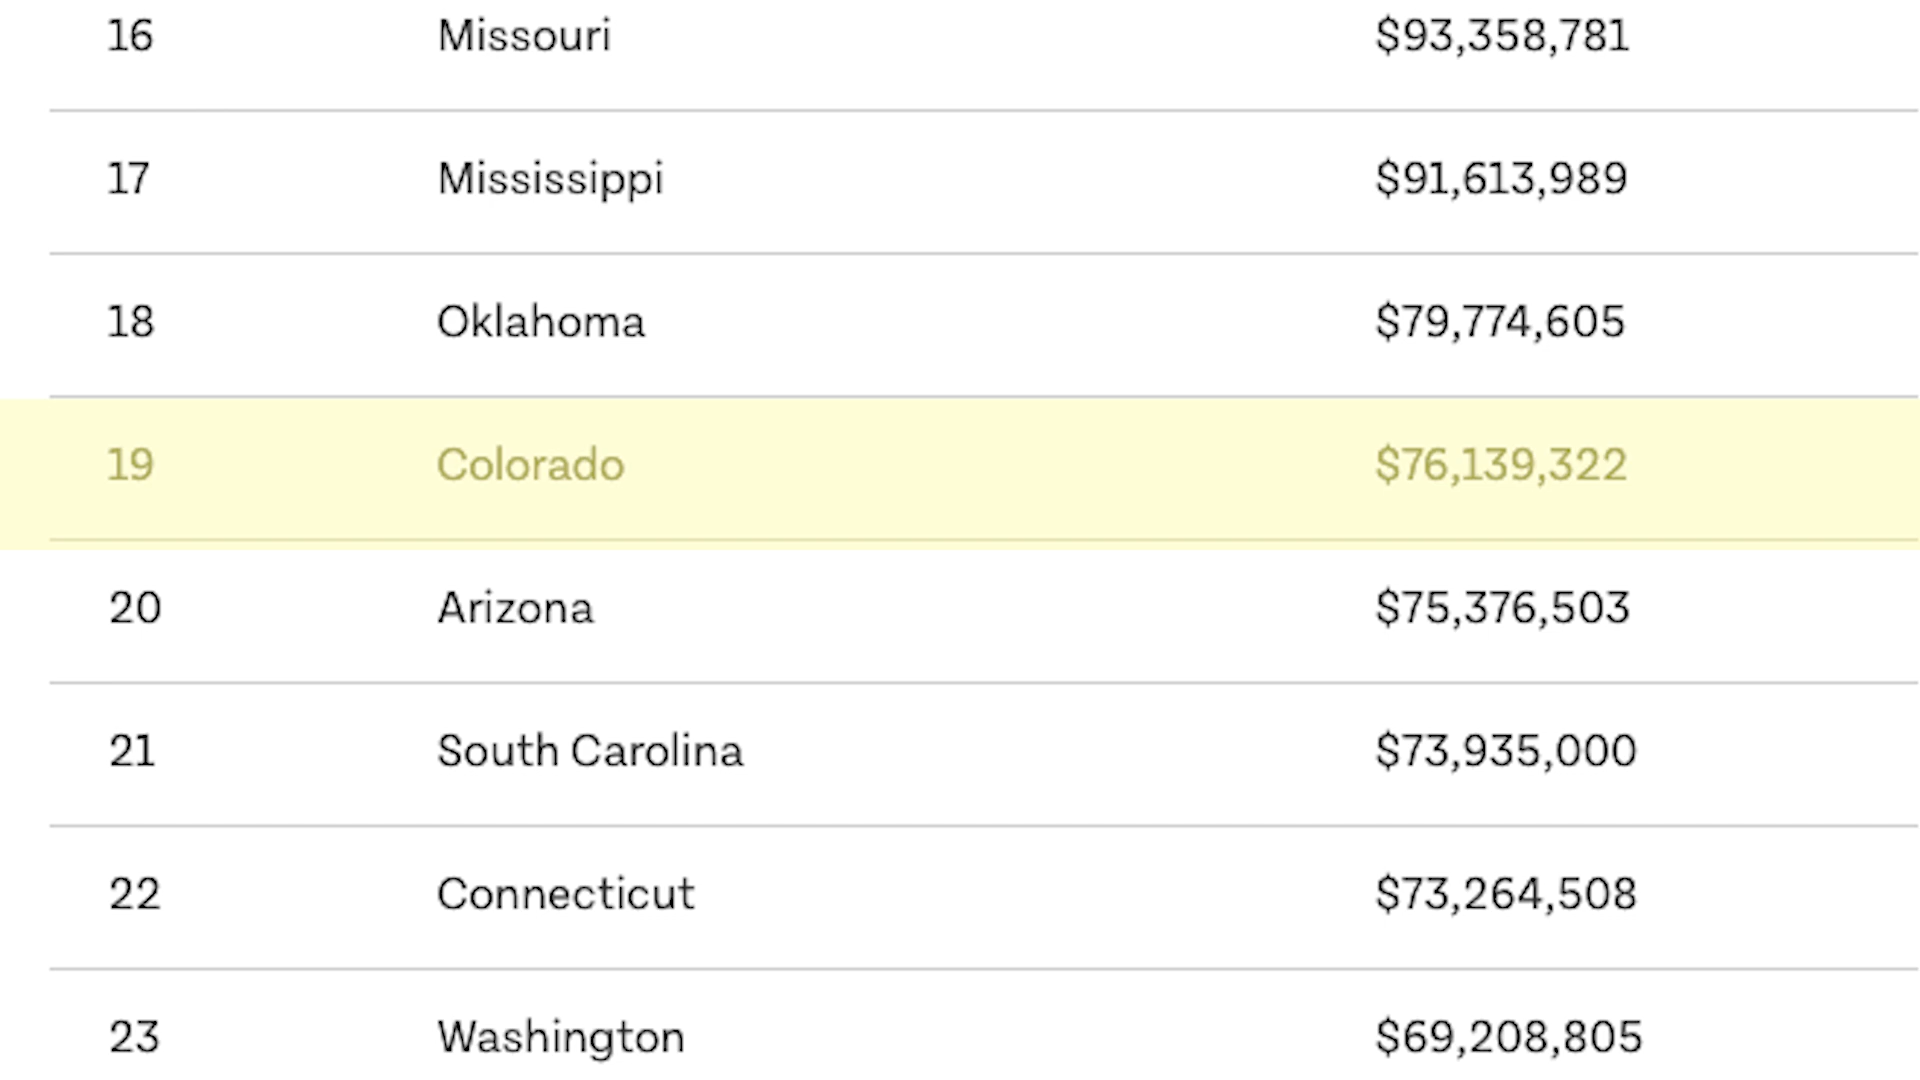 16 Missouri $93,358,781
17 Mississippi $91,613,989
18 Oklahoma $79,774,605
19 Colorado $76,139,322
20 Arizona $75,376,503
21 South Carolina $73,935,000
22 Connecticut $73,264,508
23 Washington $69,208,805